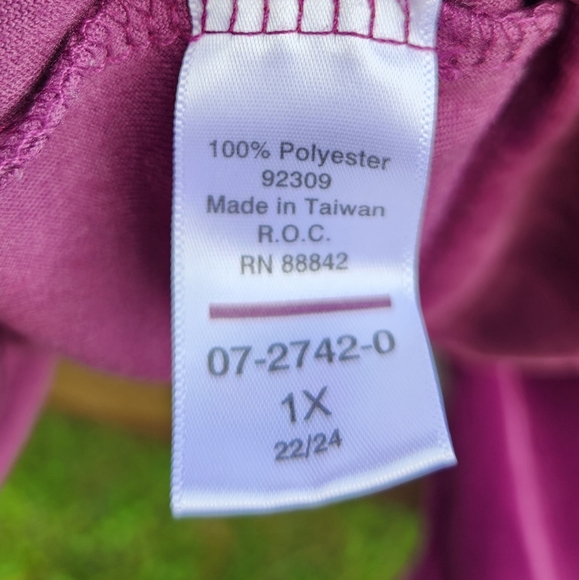 100% Polyester
92309
Made in Taiwan
R.O.C.
RN 88842
07-2742-0
1X
22/24